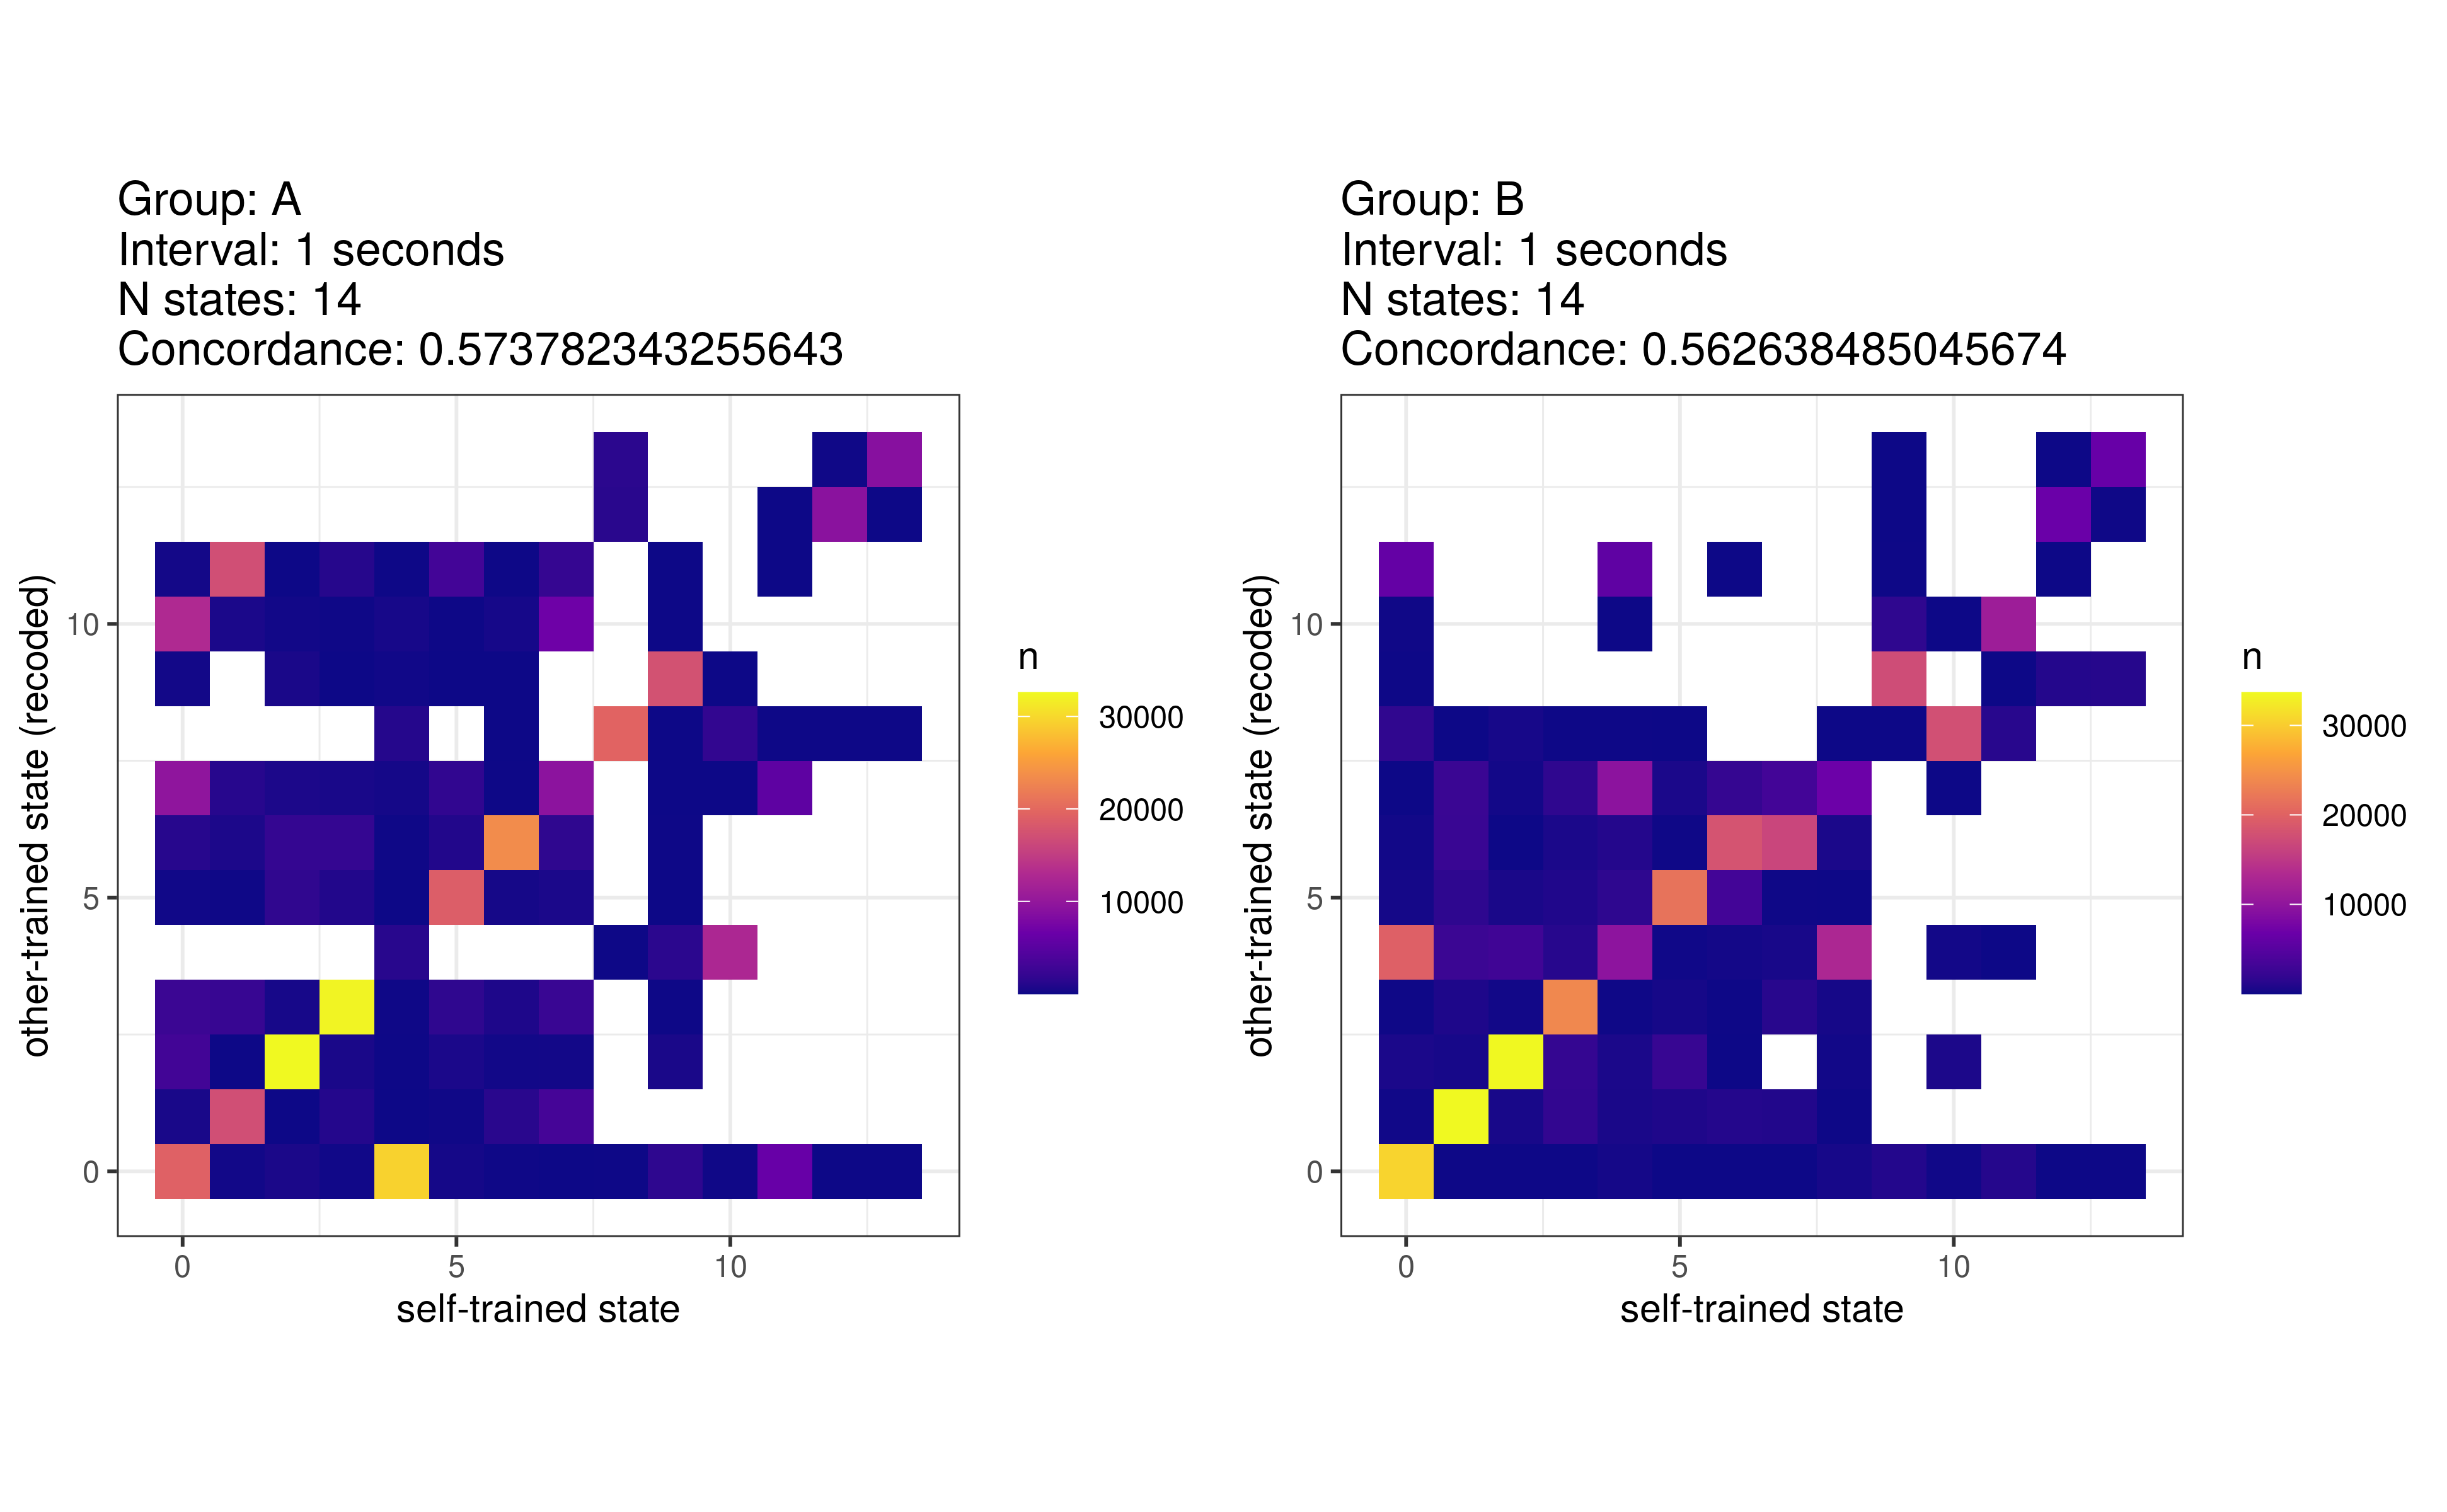 Group: A
Interval: 1 seconds
N states: 14
Concordance: 0.573782343255643
other-trained state (recoded)
10
5
0
0 5 10
self-trained state
n
30000
20000
10000
Group: B
Interval: 1 seconds
N states: 14
Concordance: 0.562638485045674
other-trained state (recoded)
10
5
0
0 5 10
self-trained state
n
30000
20000
10000